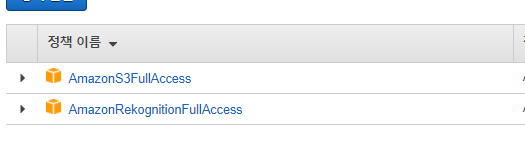 정책 이름
AmazonS3FullAccess
AmazonRekognitionFullAccess